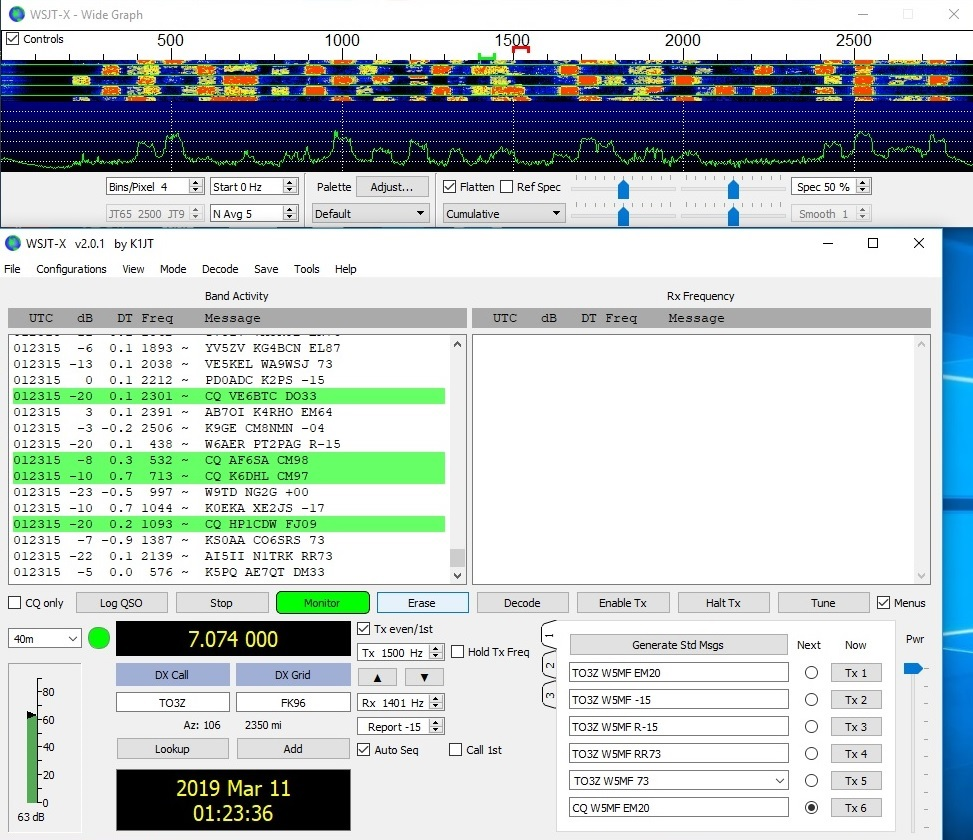 WSJT-X - Wide Graph
Controls 500 1000 1500 2000 2500
Bins/Pixel 4 Start 0 Hz Palette Adjust... Flatten Ref Spec Spec 50 %
JT65 2500 JT9 N Avg 5 Default Cumulative Smooth 1
WSJT-X v2.0.1 by K1JT
File Configurations View Mode Decode Save Tools Help
Band Activity Rx Frequency
UTC dB DT Freq Message UTC dB DT Freq Message
012315 -6 0.1 1893 ~ YV5ZV KG4BCN EL87
012315 -13 0.1 2038 ~ VE5KEL WA9WSJ 73
012315 0 0.1 2212 ~ PD0ADC K2PS -15
012315 -20 0.1 2301 ~ CQ VE6BTC DO33
012315 3 0.1 2391 ~ AB7OI K4RHO EM64
012315 -3 -0.2 2506 ~ K9GE CM8NMN -04
012315 -20 0.1 438 ~ W6AER PT2PAG R-15
012315 -8 0.3 532 ~ CQ AF6SA CM98
012315 -10 0.7 713 ~ CQ K6DHL CM97
012315 -23 -0.5 997 ~ W9TD NG2G +00
012315 -10 0.7 1044 ~ K0EKA XE2JS -17
012315 -20 0.2 1093 ~ CQ HP1CDW FJ09
012315 -7 -0.9 1387 ~ KS0AA CO6SRS 73
012315 -22 0.1 2139 ~ AI5II N1TRK RR73
012315 -5 0.0 576 ~ K5PQ AE7QT DM33
CQ only Log QSO Stop Monitor Erase Decode Enable Tx Halt Tx Tune Menus
40m 7.074 000 Tx even/1st
Tx 1500 Hz Hold Tx Freq
DX Call DX Grid
TO3Z FK96 Rx 1401 Hz
Az: 106 2350 mi Report -15
Lookup Add Auto Seq Call 1st
2019 Mar 11
01:23:36
-80
-60
-40
-20
-0
63 dB
1
2
3
Generate Std Msgs Next Now Pwr
TO3Z W5MF EM20 Tx 1
TO3Z W5MF -15 Tx 2
TO3Z W5MF R-15 Tx 3
TO3Z W5MF RR73 Tx 4
TO3Z W5MF 73 Tx 5
CQ W5MF EM20 Tx 6